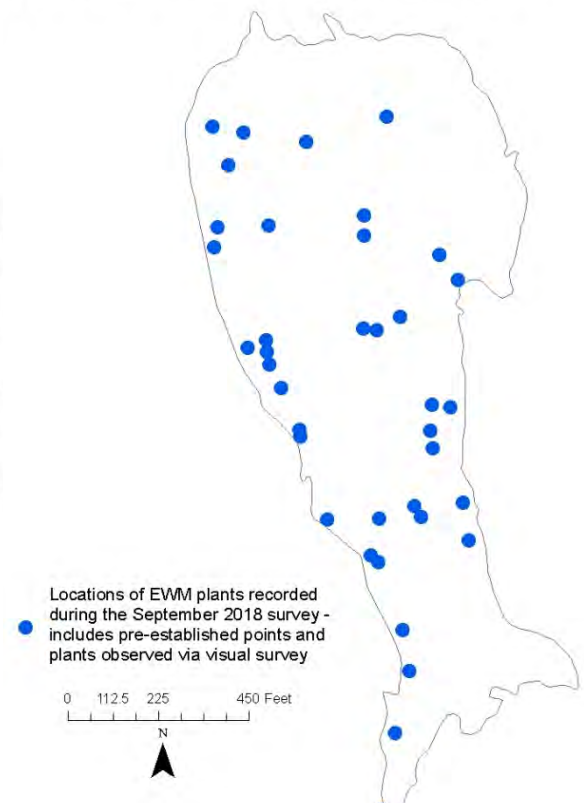 Locations of EWM plants recorded
during the September 2018 survey -
includes pre-established points and
plants observed via visual survey
0 112.5 225 450 Feet
N